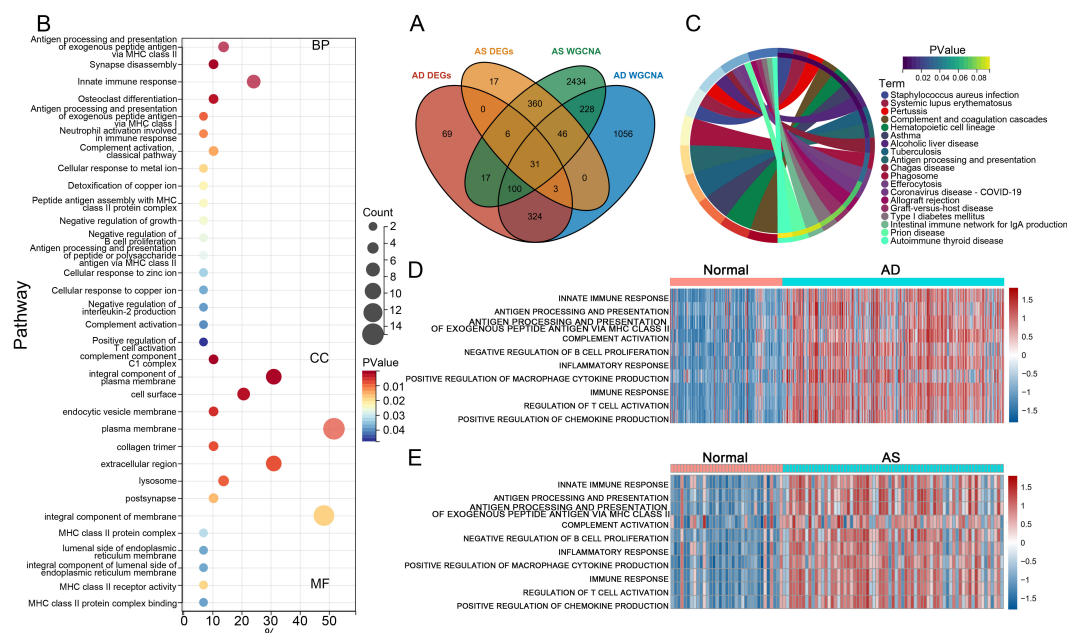 B
Pathway
Antigen processing and presentation
of exogenous peptide antigen
via MHC class II
Synapse disassembly
Innate immune response
Osteoclast differentiation
Antigen processing and presentation
of exogenous peptide antigen
via MHC class I
Neutrophil activation involved
in immune response
Complement activation,
classical pathway
Cellular response to metal ion
Detoxification of copper ion
Peptide antigen assembly with MHC
class II protein complex
Negative regulation of growth
Negative regulation of
B cell proliferation
Antigen processing and presentation
of peptide or polysaccharide
antigen via MHC class II
Cellular response to zinc ion
Cellular response to copper ion
Negative regulation of
interleukin-2 production
Complement activation
Positive regulation of
T cell activation
complement component
C1 complex
integral component of
plasma membrane
cell surface
endocytic vesicle membrane
plasma membrane
collagen trimer
extracellular region
lysosome
postsynapse
integral component of membrane
MHC class II protein complex
lumenal side of endoplasmic
reticulum membrane
integral component of lumenal side of
endoplasmic reticulum membrane
MHC class II receptor activity
MHC class II protein complex binding
BP
CC
MF
0 10 20 30 40 50
%
Count
2
4
6
8
10
12
14
PValue
0.01
0.02
0.03
0.04
A
AD DEGs
AS DEGs
AS WGCNA
AD WGCNA
17
2434
0
360
228
69
6
46
1056
31
17
0
100
3
324
C
PValue
0.02 0.04 0.06 0.08
Term
Staphylococcus aureus infection
Systemic lupus erythematosus
Pertussis
Complement and coagulation cascades
Hematopoietic cell lineage
Asthma
Alcoholic liver disease
Tuberculosis
Antigen processing and presentation
Chagas disease
Phagosome
Efferocytosis
Coronavirus disease - COVID-19
Allograft rejection
Graft-versus-host disease
Type I diabetes mellitus
Intestinal immune network for IgA production
Prion disease
Autoimmune thyroid disease
D
Normal
AD
INNATE IMMUNE RESPONSE
ANTIGEN PROCESSING AND PRESENTATION
ANTIGEN PROCESSING AND PRESENTATION
OF EXOGENOUS PEPTIDE ANTIGEN VIA MHC CLASS II
COMPLEMENT ACTIVATION
NEGATIVE REGULATION OF B CELL PROLIFERATION
INFLAMMATORY RESPONSE
POSITIVE REGULATION OF MACROPHAGE CYTOKINE PRODUCTION
IMMUNE RESPONSE
REGULATION OF T CELL ACTIVATION
POSITIVE REGULATION OF CHEMOKINE PRODUCTION
1.5
1
0.5
0
−0.5
−1
−1.5
E
Normal
AS
INNATE IMMUNE RESPONSE
ANTIGEN PROCESSING AND PRESENTATION
ANTIGEN PROCESSING AND PRESENTATION
OF EXOGENOUS PEPTIDE ANTIGEN VIA MHC CLASS II
COMPLEMENT ACTIVATION
NEGATIVE REGULATION OF B CELL PROLIFERATION
INFLAMMATORY RESPONSE
POSITIVE REGULATION OF MACROPHAGE CYTOKINE PRODUCTION
IMMUNE RESPONSE
REGULATION OF T CELL ACTIVATION
POSITIVE REGULATION OF CHEMOKINE PRODUCTION
1.5
1
0.5
0
−0.5
−1
−1.5